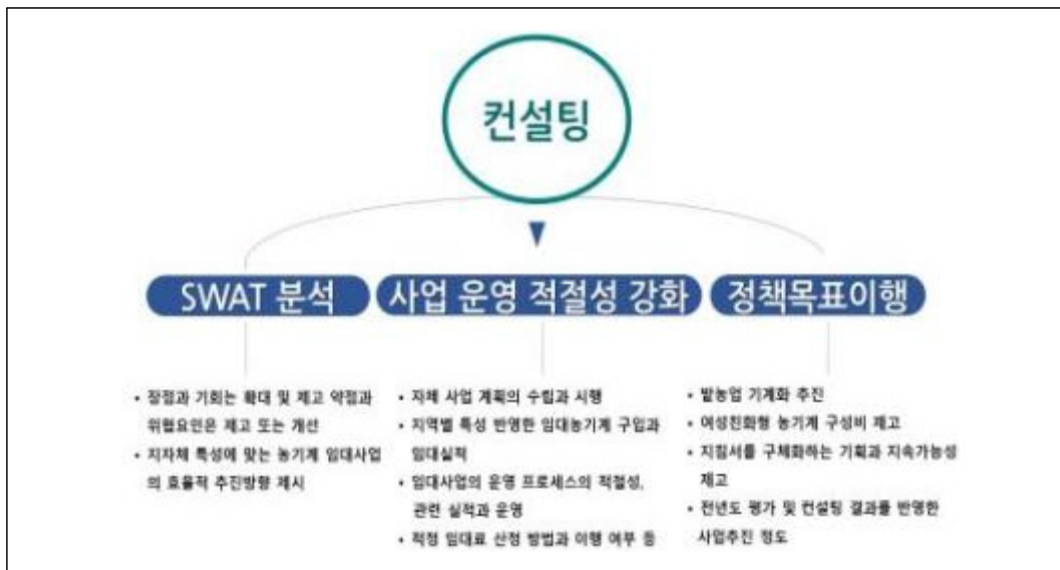 컨설팅
SWAT 분석
사업 운영 적절성 강화
정책목표이행
• 장점과 기회는 확대 및 제고 약점과
위협요인은 제고 또는 개선
• 지자체 특성에 맞는 농기계 임대사업
의 효율적 추진방향 제시
• 자체 사업 계획의 수립과 시행
• 지역별 특성 반영한 임대농기계 구입과
임대실적
• 임대사업의 운영 프로세스의 적절성,
관련 실적과 운영
• 적정 임대료 산정 방법과 이행 여부 등
• 밭농업 기계화 추진
• 여성친화형 농기계 구성비 제고
• 지침서를 구체화하는 기획과 지속가능성
재고
• 전년도 평가 및 컨설팅 결과를 반영한
사업추진 정도